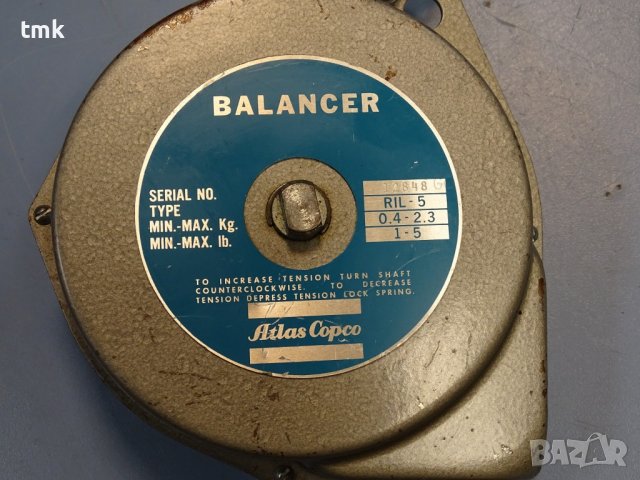 tmk
BALANCER
SERIAL NO.
TYPE RIL-5
MIN.-MAX. Kg. 0.4-2.3
MIN.-MAX. lb. 1-5
TO INCREASE TENSION TURN SHAFT
COUNTERCLOCKWISE. TO DECREASE
TENSION DEPRESS TENSION LOCK SPRING.
Atlas Copco
BAZAR